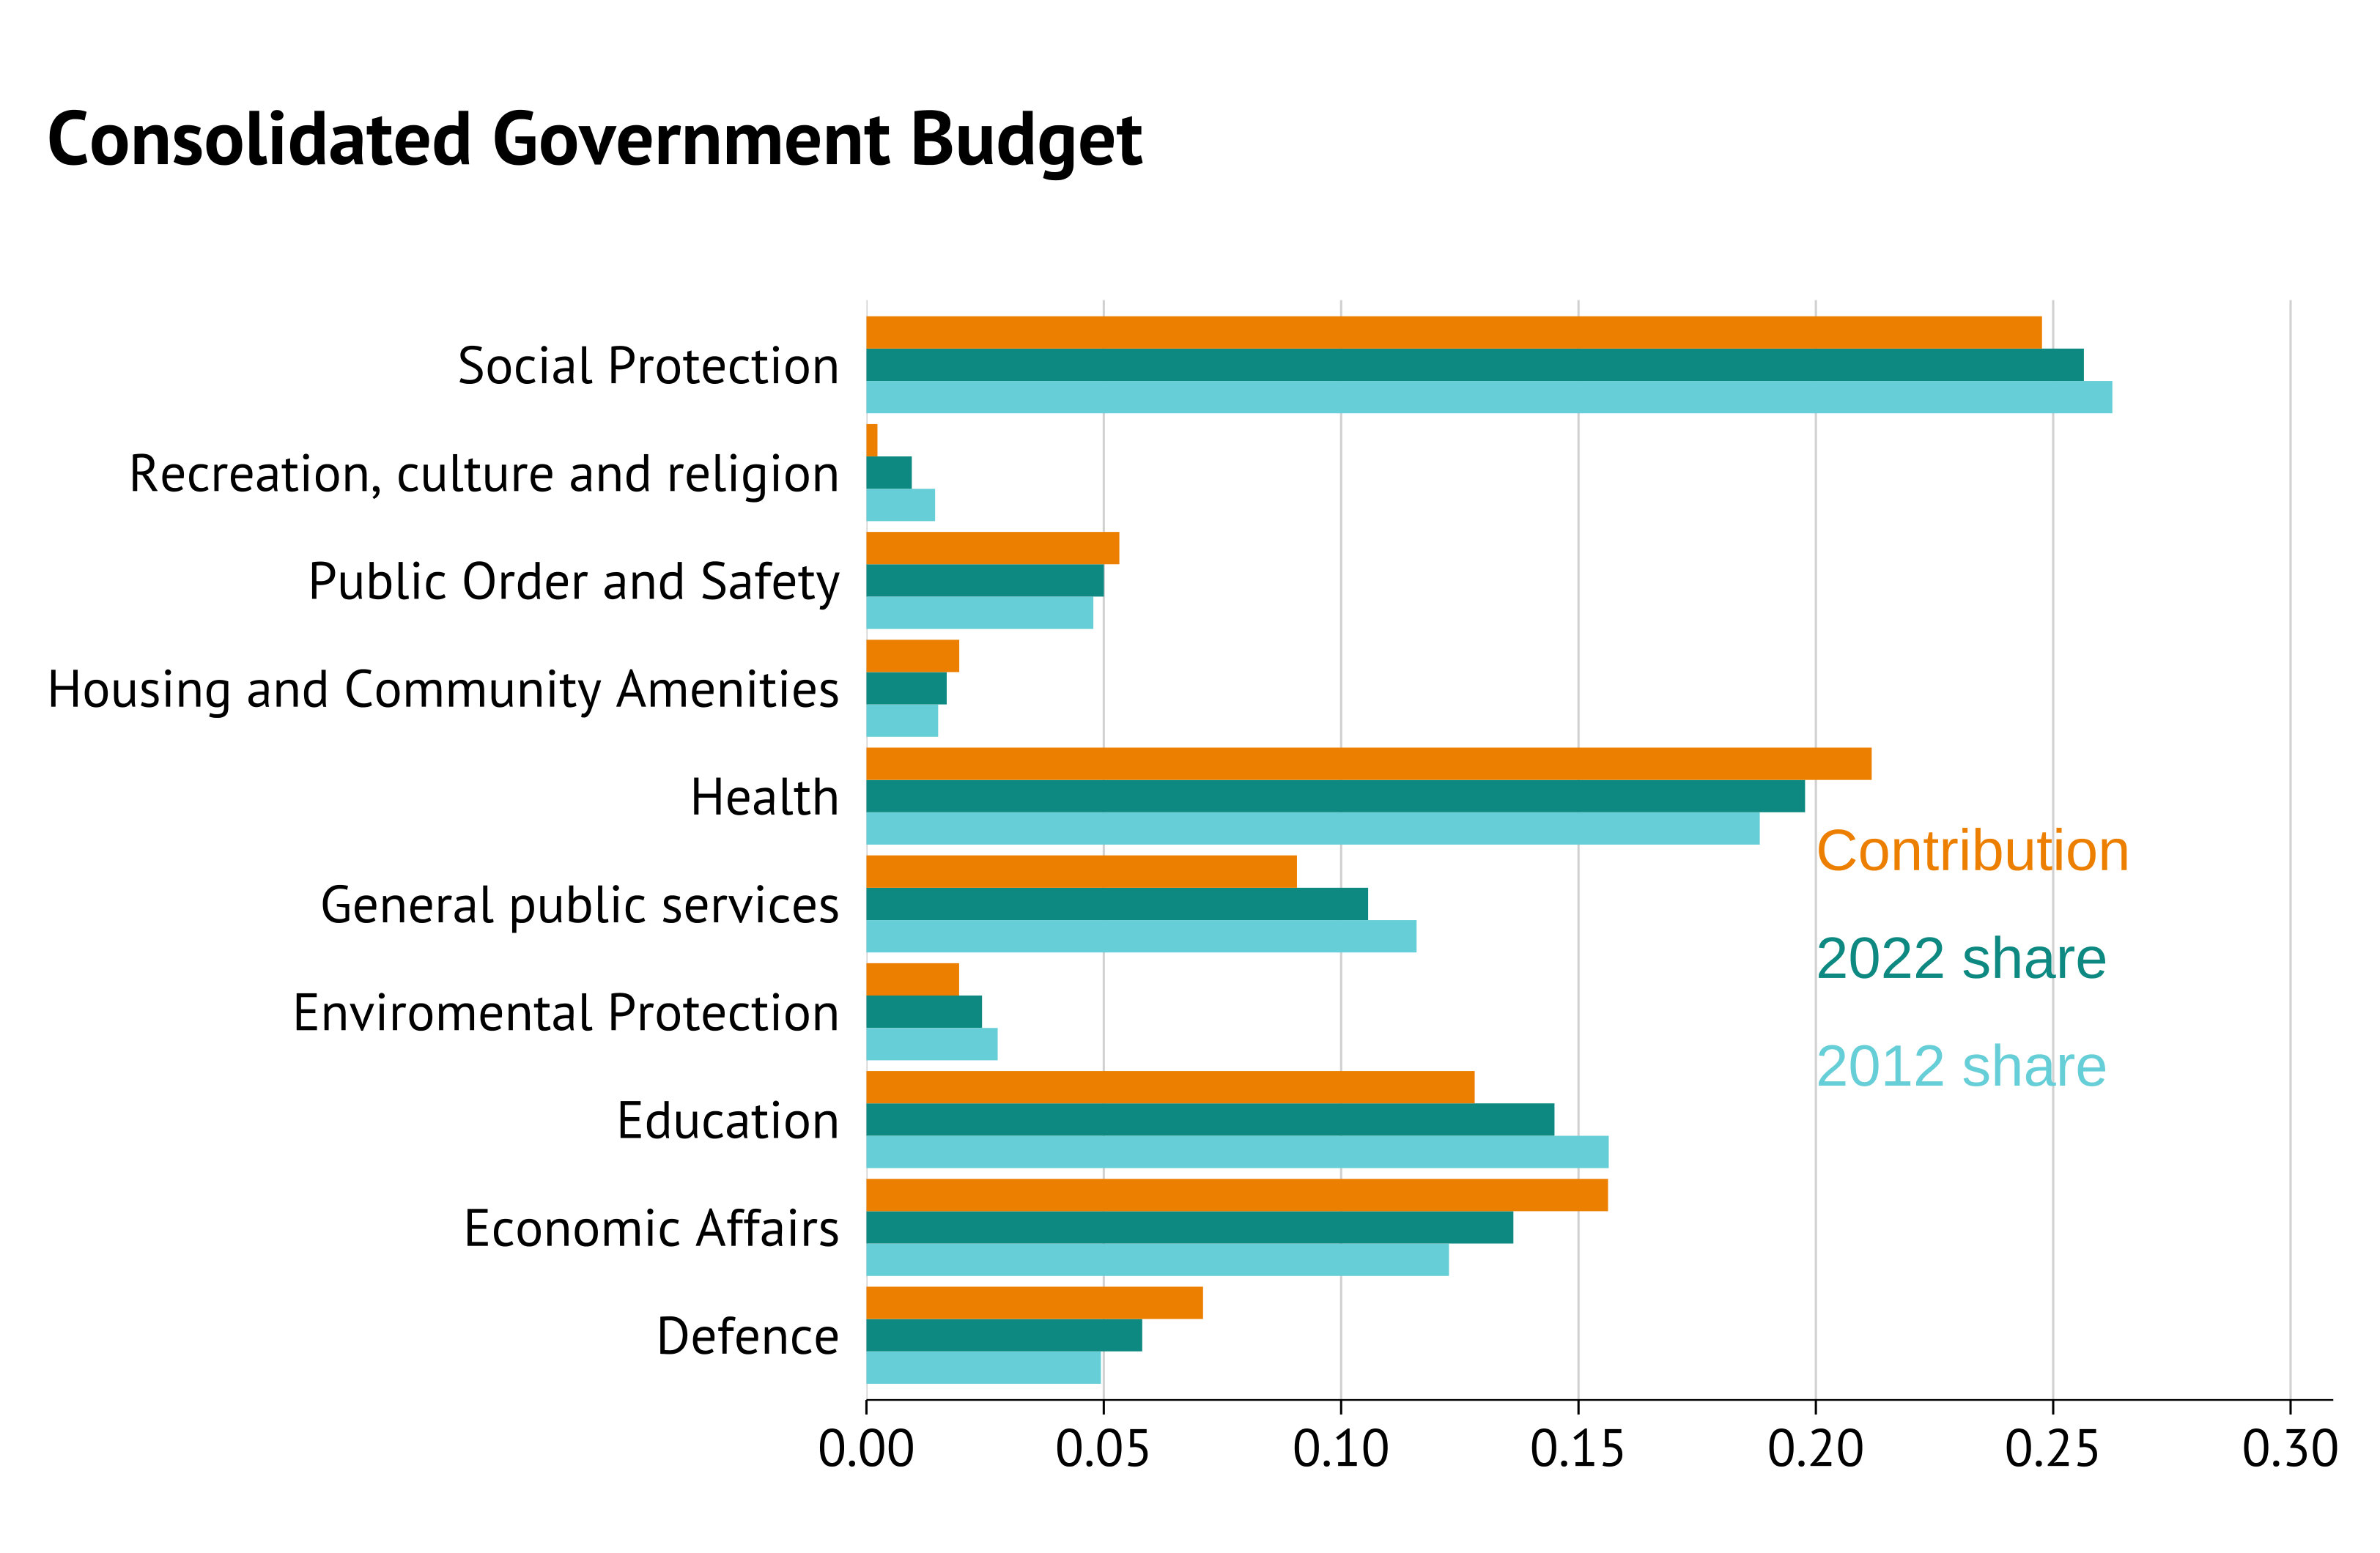 Consolidated Government Budget
Social Protection
Recreation, culture and religion
Public Order and Safety
Housing and Community Amenities
Health
General public services
Enviromental Protection
Education
Economic Affairs
Defence
Contribution
2022 share
2012 share
0.00 0.05 0.10 0.15 0.20 0.25 0.30